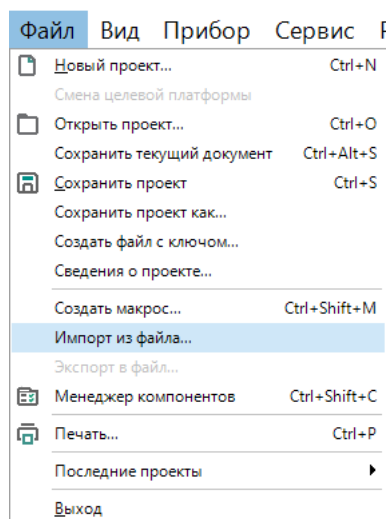 Файл Вид Прибор Сервис
Новый проект... Ctrl+N
Смена целевой платформы
Открыть проект... Ctrl+O
Сохранить текущий документ Ctrl+Alt+S
Сохранить проект Ctrl+S
Сохранить проект как...
Создать файл с ключом...
Сведения о проекте...
Создать макрос... Ctrl+Shift+M
Импорт из файла...
Экспорт в файл...
Менеджер компонентов Ctrl+Shift+C
Печать... Ctrl+P
Последние проекты
Выход